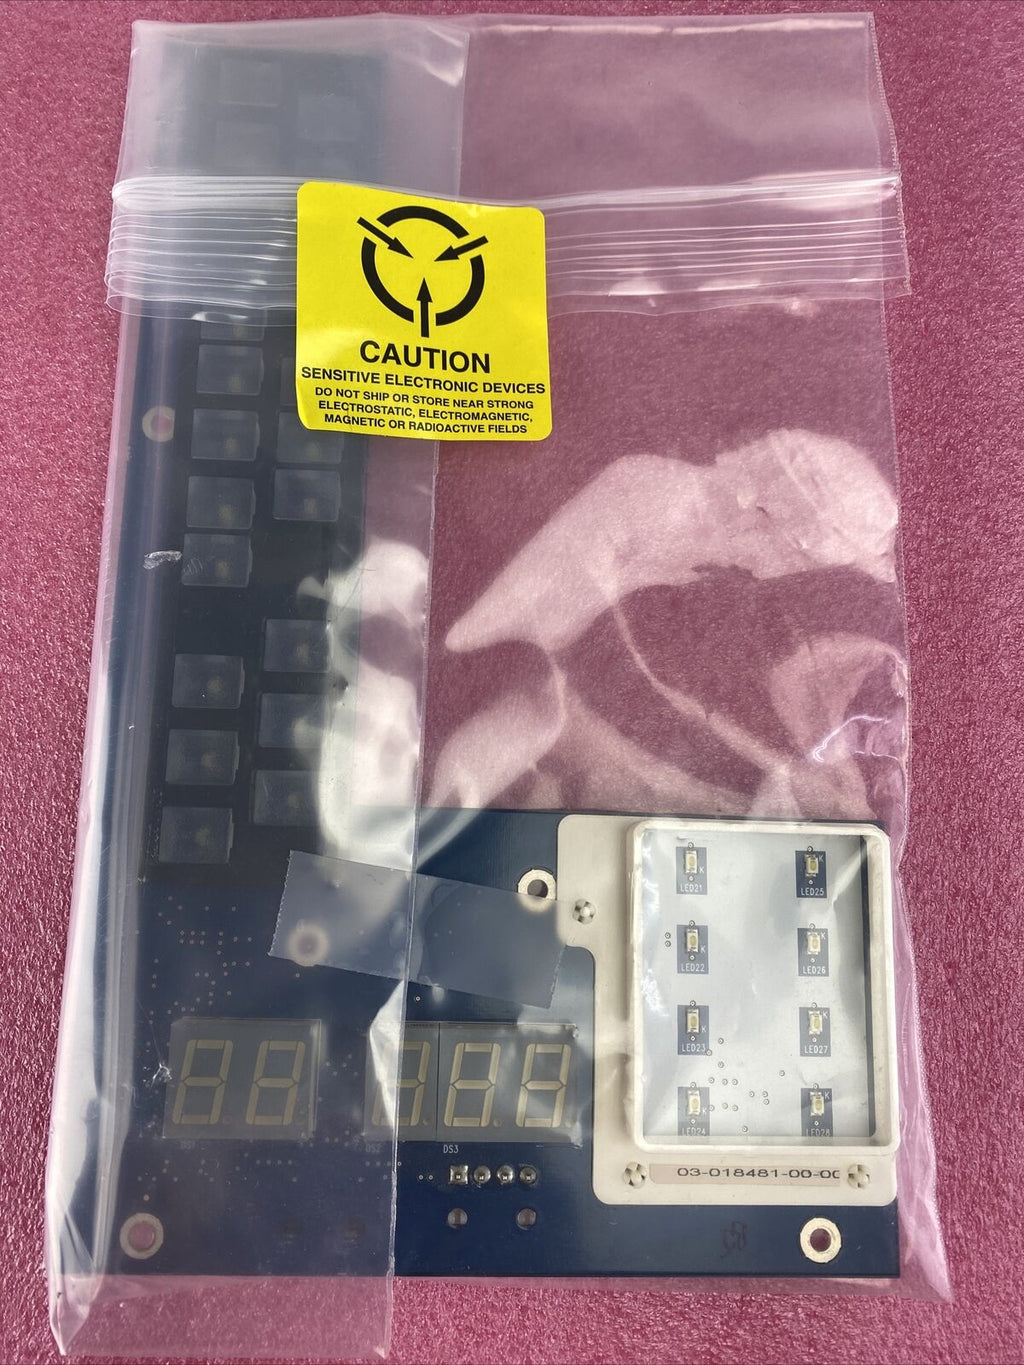 CAUTION
SENSITIVE ELECTRONIC DEVICES
DO NOT SHIP OR STORE NEAR STRONG
ELECTROSTATIC, ELECTROMAGNETIC,
MAGNETIC OR RADIOACTIVE FIELDS
K
LED21
K
LED25
K
LED22
K
LED26
K
LED23
K
LED27
K
LED24
K
LED28
DS2
DS3
03-018481-00-00